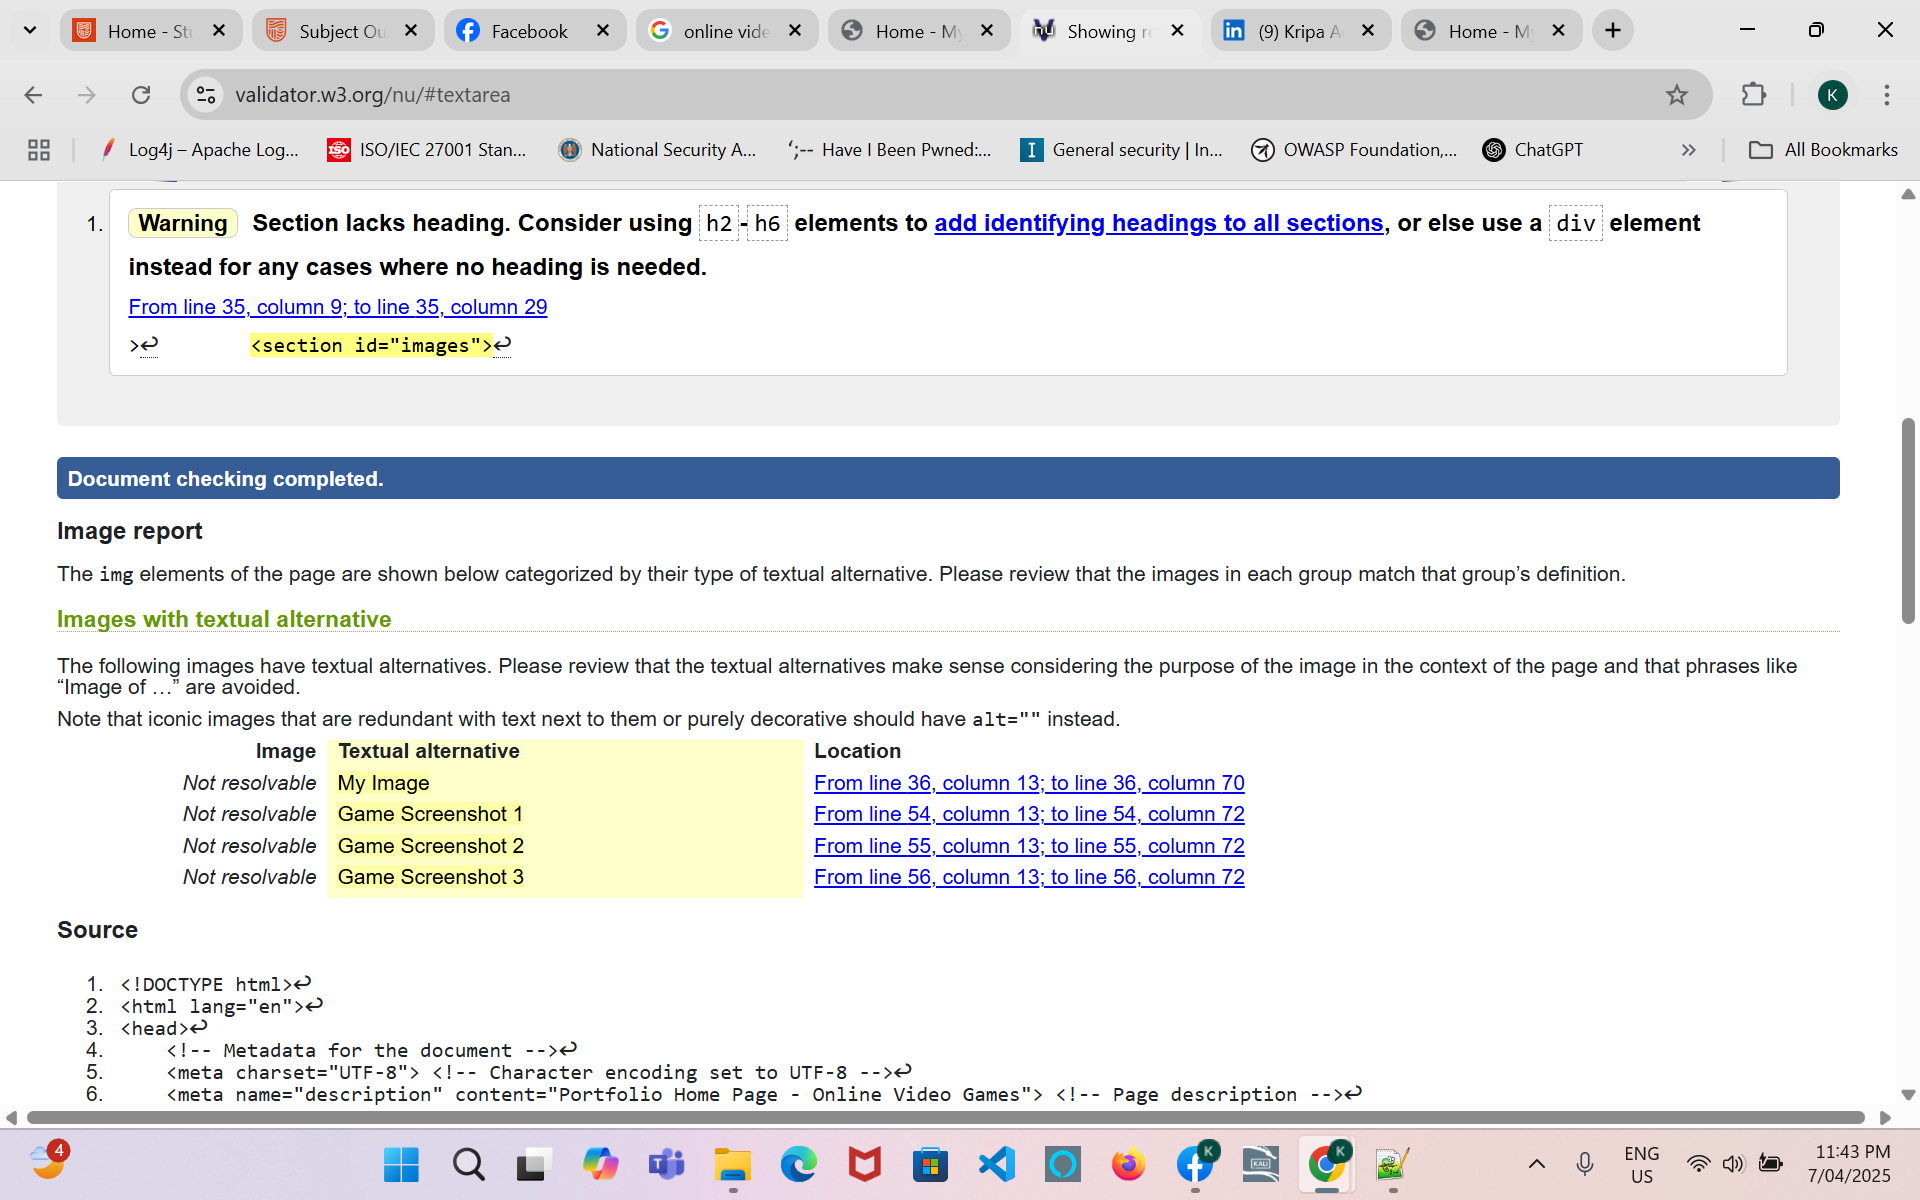 Home - Stu
Subject Ou
Facebook
online vide
Home - My
Showing re
(9) Kripa A
Home - My
validator.w3.org/nu/#textarea
K
Log4j – Apache Log...
ISO/IEC 27001 Stan...
National Security A...
';-- Have I Been Pwned:...
General security | In...
OWASP Foundation,...
ChatGPT
All Bookmarks
1. Warning Section lacks heading. Consider using h2-h6 elements to add identifying headings to all sections, or else use a div element
instead for any cases where no heading is needed.
From line 35, column 9; to line 35, column 29
>↩ <section id="images">↩
Document checking completed.
Image report
The img elements of the page are shown below categorized by their type of textual alternative. Please review that the images in each group match that group’s definition.
Images with textual alternative
The following images have textual alternatives. Please review that the textual alternatives make sense considering the purpose of the image in the context of the page and that phrases like
“Image of …” are avoided.
Note that iconic images that are redundant with text next to them or purely decorative should have alt="" instead.
Image Textual alternative Location
Not resolvable My Image From line 36, column 13; to line 36, column 70
Not resolvable Game Screenshot 1 From line 54, column 13; to line 54, column 72
Not resolvable Game Screenshot 2 From line 55, column 13; to line 55, column 72
Not resolvable Game Screenshot 3 From line 56, column 13; to line 56, column 72
Source
1. <!DOCTYPE html>↩
2. <html lang="en">↩
3. <head>↩
4. <!-- Metadata for the document -->↩
5. <meta charset="UTF-8"> <!-- Character encoding set to UTF-8 -->↩
6. <meta name="description" content="Portfolio Home Page - Online Video Games"> <!-- Page description -->↩
4
K
KALI
K
ENG
US
11:43 PM
7/04/2025